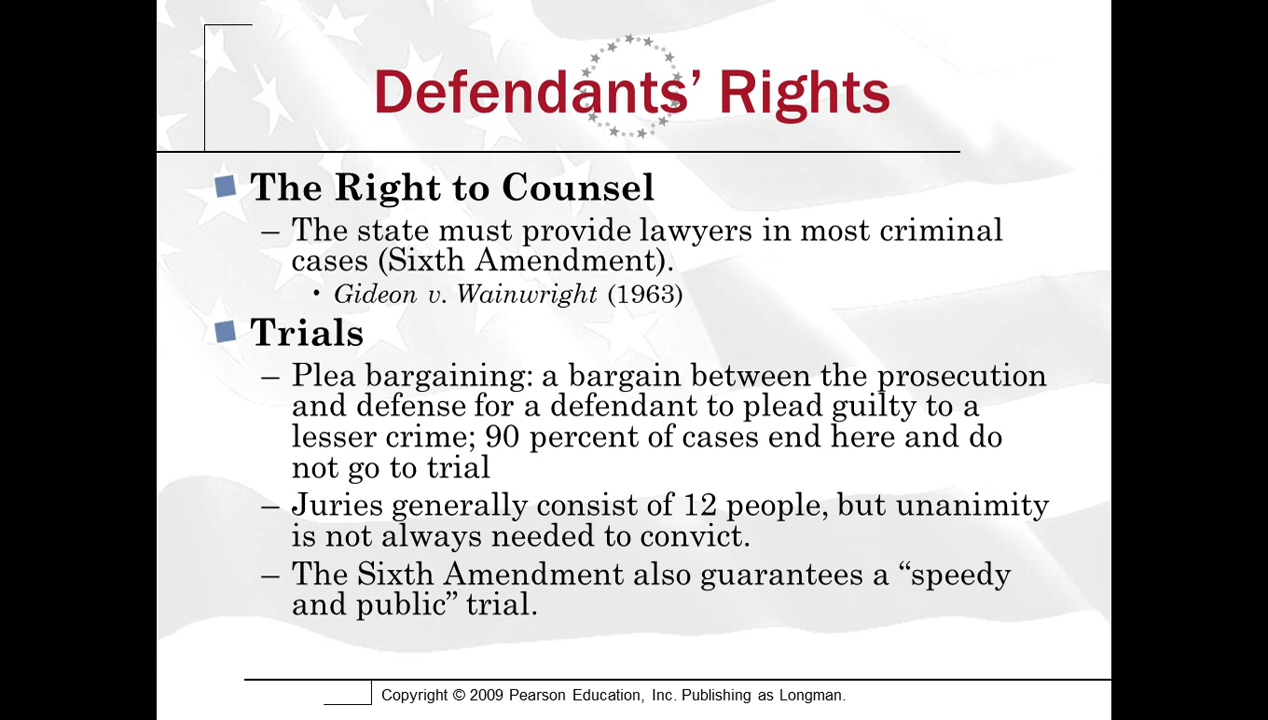 Defendants’ Rights
The Right to Counsel
– The state must provide lawyers in most criminal
cases (Sixth Amendment).
• Gideon v. Wainwright (1963)
Trials
– Plea bargaining: a bargain between the prosecution
and defense for a defendant to plead guilty to a
lesser crime; 90 percent of cases end here and do
not go to trial
– Juries generally consist of 12 people, but unanimity
is not always needed to convict.
– The Sixth Amendment also guarantees a “speedy
and public” trial.
Copyright © 2009 Pearson Education, Inc. Publishing as Longman.